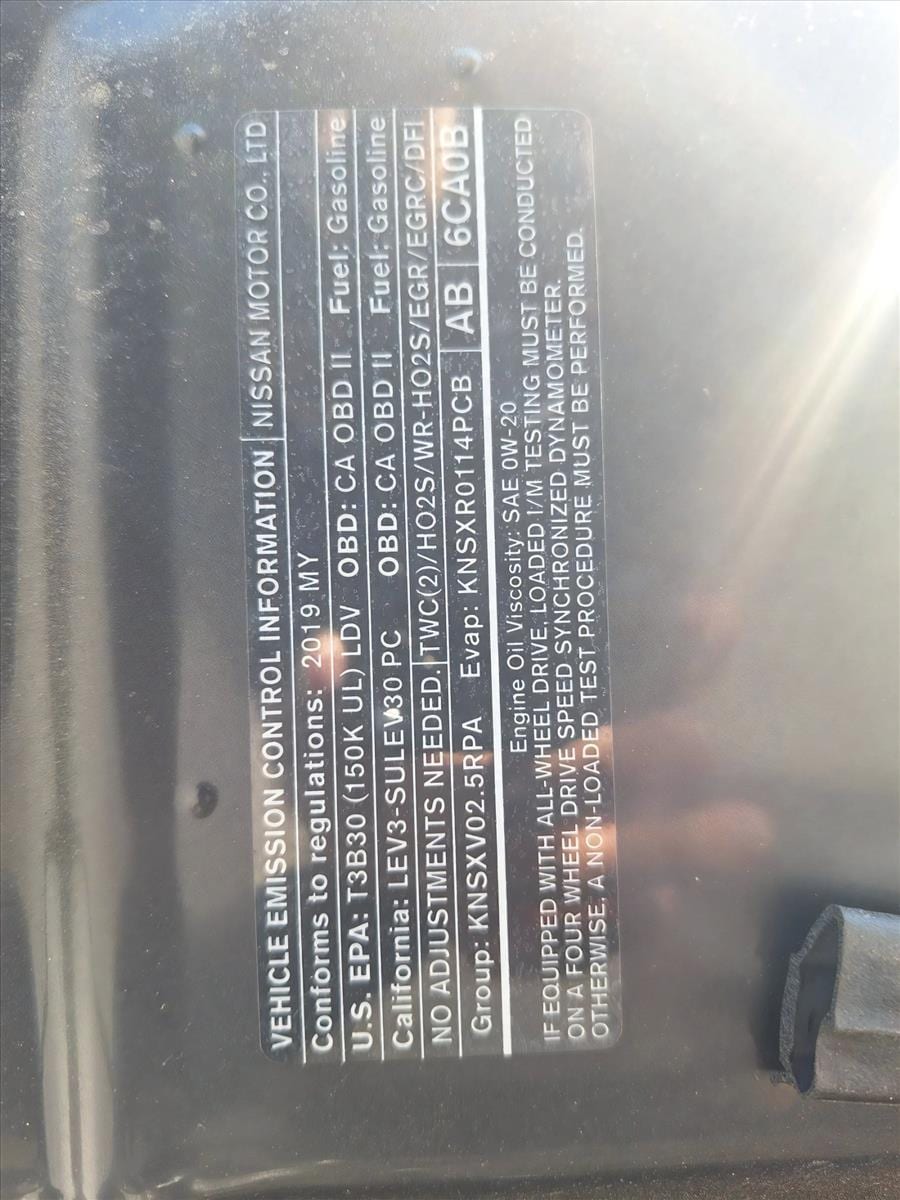 VEHICLE EMISSION CONTROL INFORMATION NISSAN MOTOR CO., LTD
Conforms to regulations: 2019 MY
U.S. EPA: T3B30 (150K UL) LDV OBD: CA OBD II Fuel: Gasoline
California: LEV3-SULEV30 PC OBD: CA OBD II Fuel: Gasoline
NO ADJUSTMENTS NEEDED. TWC(2)/HO2S/WR-HO2S/EGR/EGRC/DFI
Group: KNSXV02.5RPA Evap: KNSXR0114PCB AB 6CA0B
Engine Oil Viscosity: SAE 0W-20
IF EQUIPPED WITH ALL-WHEEL DRIVE, LOADED I/M TESTING MUST BE CONDUCTED
ON A FOUR WHEEL DRIVE SPEED SYNCHRONIZED DYNAMOMETER.
OTHERWISE, A NON-LOADED TEST PROCEDURE MUST BE PERFORMED.